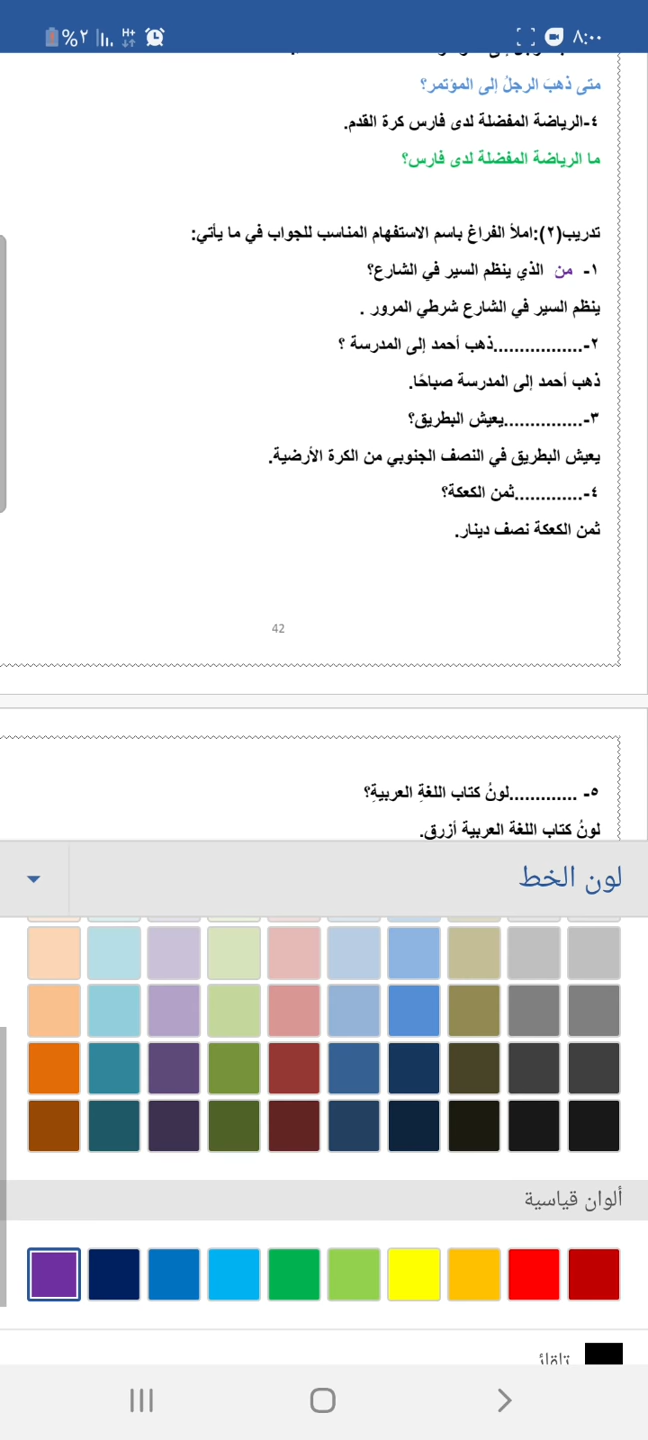 ٨:٠٠ H+ %٢
متى ذهبَ الرجلُ إلى المؤتمر؟
٤-الرياضة المفضلة لدى فارس كرة القدم.
ما الرياضة المفضلة لدى فارس؟
تدريب(٢):املأ الفراغ باسم الاستفهام المناسب للجواب في ما يأتي:
١- من الذي ينظم السير في الشارع؟
ينظم السير في الشارع شرطي المرور .
٢-.................ذهب أحمد إلى المدرسة ؟
ذهب أحمد إلى المدرسة صباحًا.
٣-...............يعيش البطريق؟
يعيش البطريق في النصف الجنوبي من الكرة الأرضية.
٤-.............ثمن الكعكة؟
ثمن الكعكة نصف دينار.
42
٥- .............لونُ كتاب اللغةِ العربيةِ؟
لونُ كتاب اللغة العربية أزرق.
لون الخط
ألوان قياسية